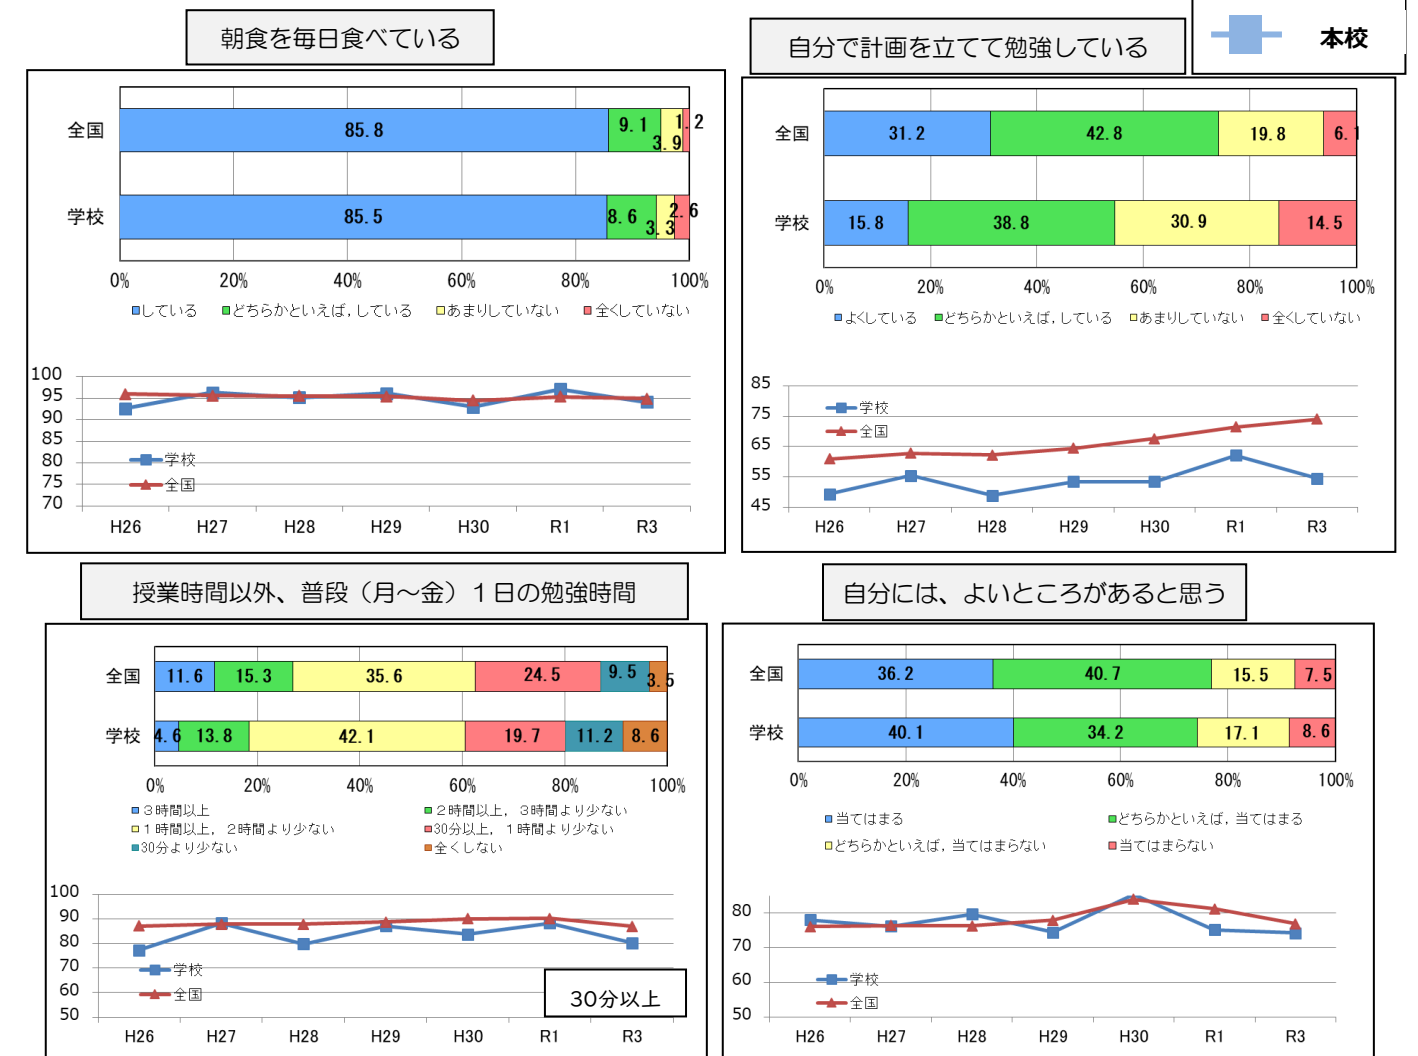 朝食を毎日食べている
全国
85.8
9.1
3.9
1.2
学校
85.5
8.6
3.3
2.6
0% 20% 40% 60% 80% 100%
している どちらかといえば,している あまりしていない 全くしていない
100
95
90
85
80
75
70
学校
全国
H26 H27 H28 H29 H30 R1 R3
自分で計画を立てて勉強している
本校
全国
31.2
42.8
19.8
6.1
学校
15.8
38.8
30.9
14.5
0% 20% 40% 60% 80% 100%
よくしている どちらかといえば,している あまりしていない 全くしていない
85
75
65
55
45
学校
全国
H26 H27 H28 H29 H30 R1 R3
授業時間以外、普段（月～金）１日の勉強時間
全国
11.6
15.3
35.6
24.5
9.5
3.5
学校
4.6
13.8
42.1
19.7
11.2
8.6
0% 20% 40% 60% 80% 100%
３時間以上 ２時間以上，３時間より少ない
１時間以上，２時間より少ない 30分以上，１時間より少ない
30分より少ない 全くしない
100
90
80
70
60
50
学校
全国
30分以上
H26 H27 H28 H29 H30 R1 R3
自分には、よいところがあると思う
全国
36.2
40.7
15.5
7.5
学校
40.1
34.2
17.1
8.6
0% 20% 40% 60% 80% 100%
当てはまる どちらかといえば,当てはまる
どちらかといえば,当てはまらない 当てはまらない
80
70
60
50
学校
全国
H26 H27 H28 H29 H30 R1 R3